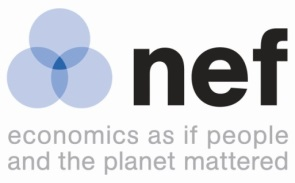 nef
economics as if people
and the planet mattered